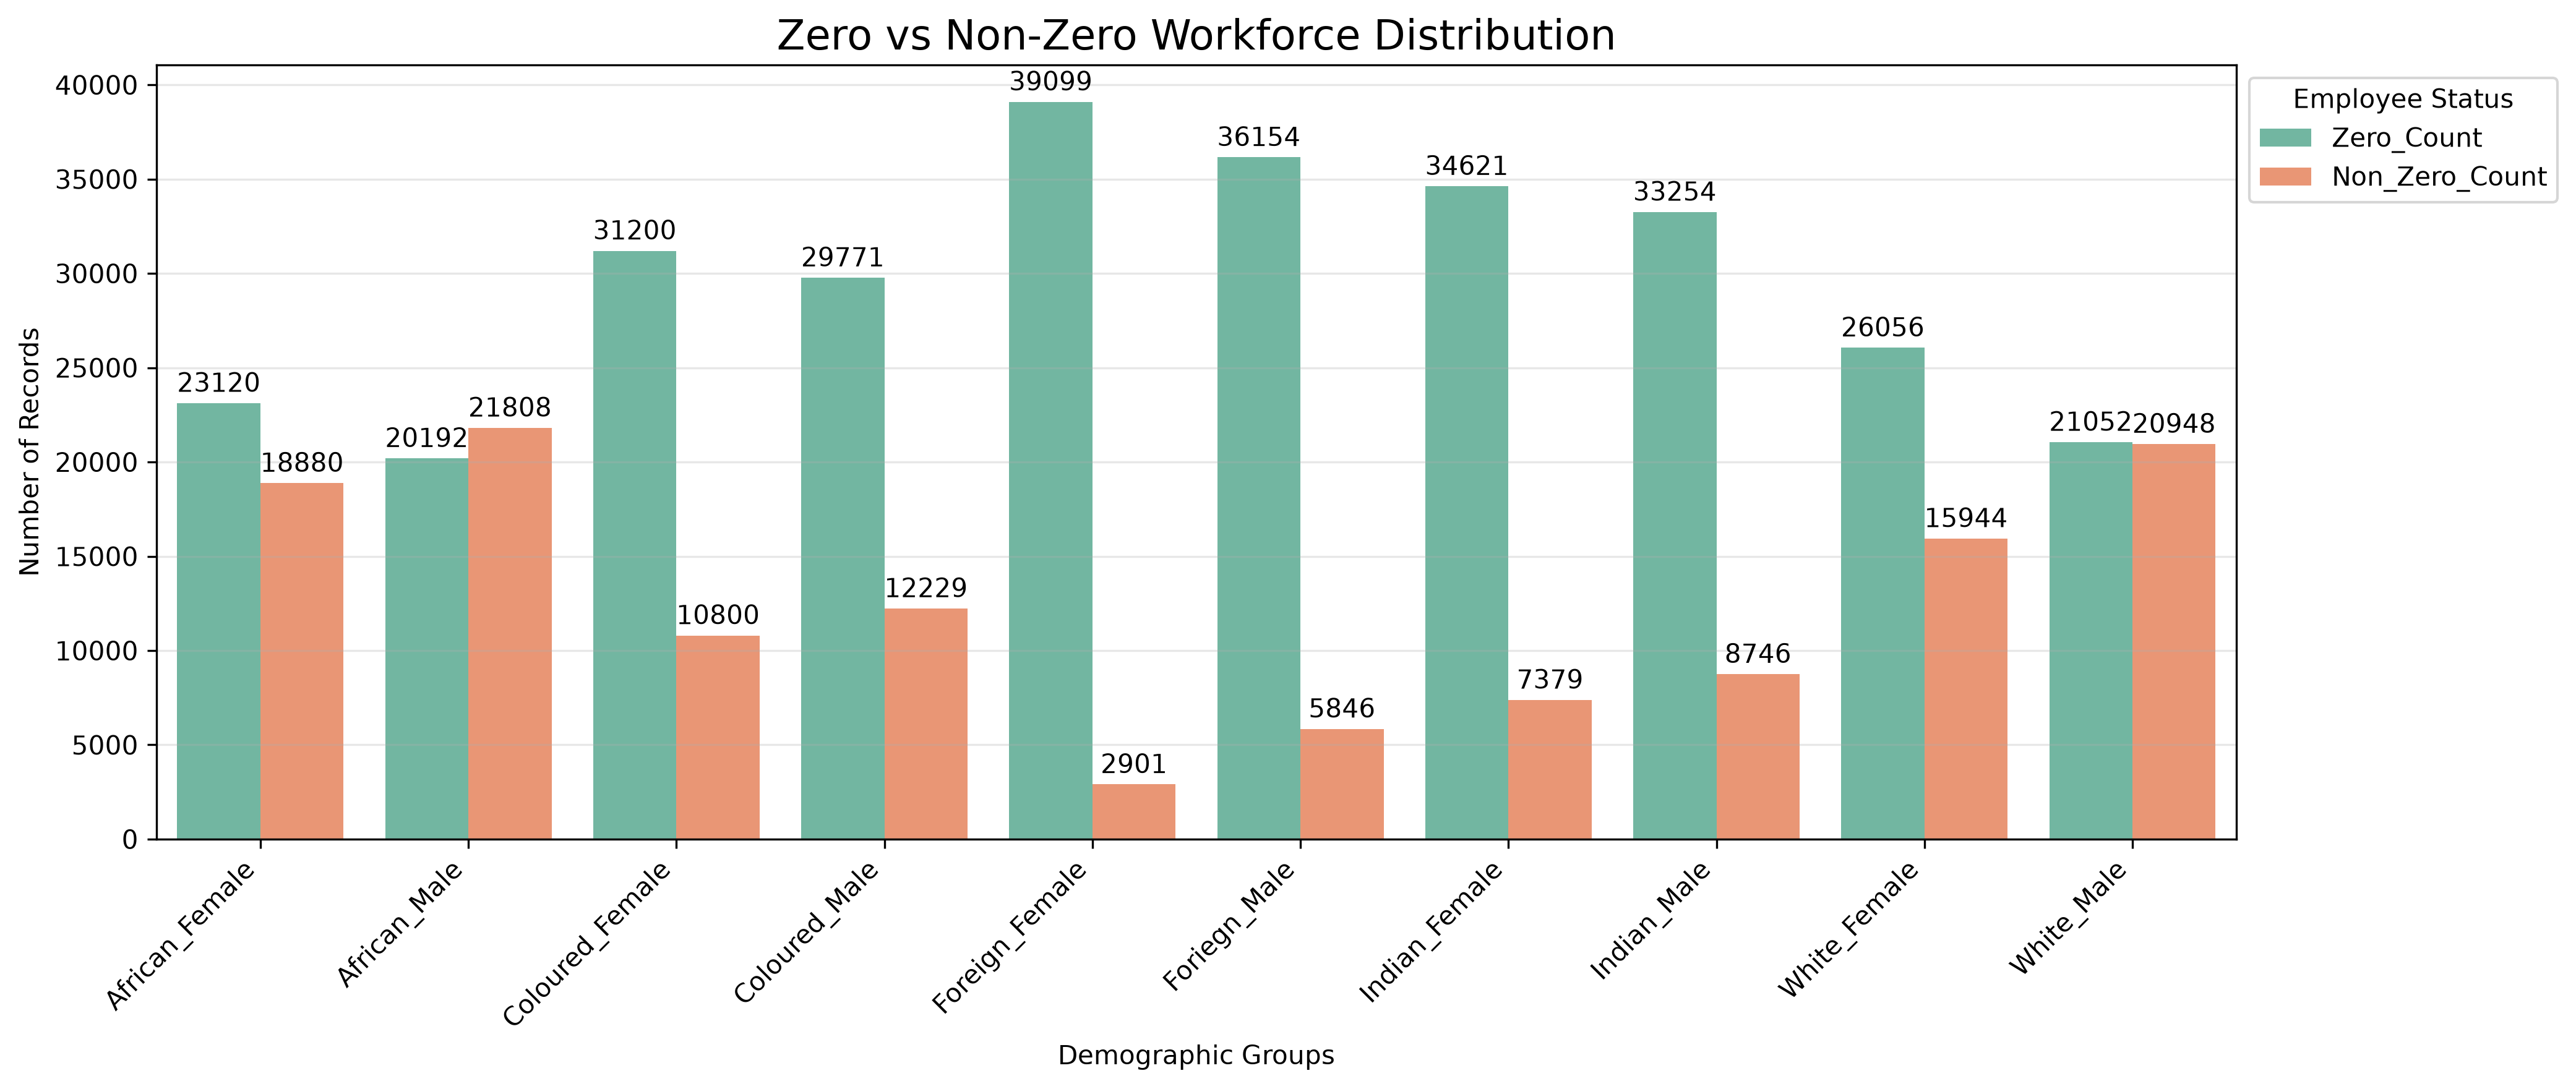 Zero vs Non-Zero Workforce Distribution
Number of Records
40000
35000
30000
25000
20000
15000
10000
5000
0
23120
18880
20192
21808
31200
10800
29771
12229
39099
2901
36154
5846
34621
7379
33254
8746
26056
15944
21052
20948
African_Female
African_Male
Coloured_Female
Coloured_Male
Foreign_Female
Foriegn_Male
Indian_Female
Indian_Male
White_Female
White_Male
Demographic Groups
Employee Status
Zero_Count
Non_Zero_Count